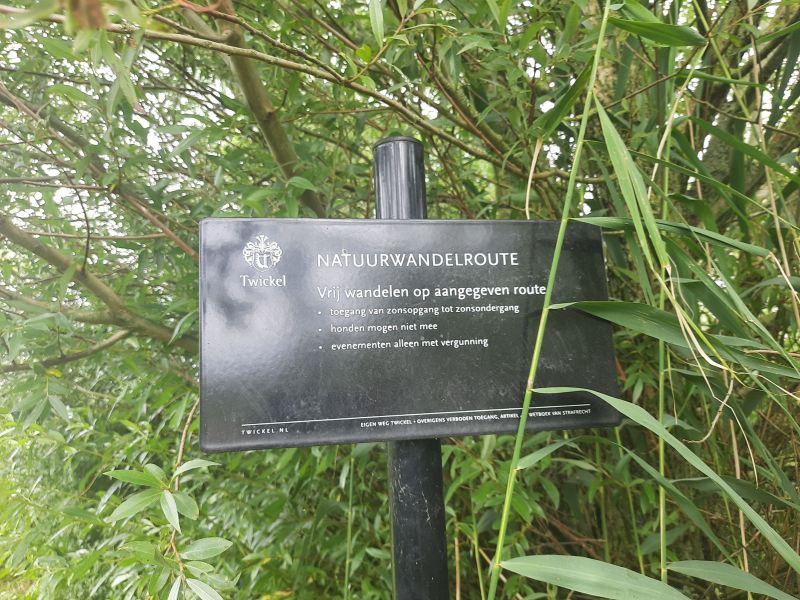 Twickel
NATUURWANDELROUTE
Vrij wandelen op aangegeven route
• toegang van zonsopgang tot zonsondergang
• honden mogen niet mee
• evenementen alleen met vergunning
TWICKEL.NL
EIGEN WEG TWICKEL • OVERIGENS VERBODEN TOEGANG, ARTIKEL WETBOEK VAN STRAFRECHT